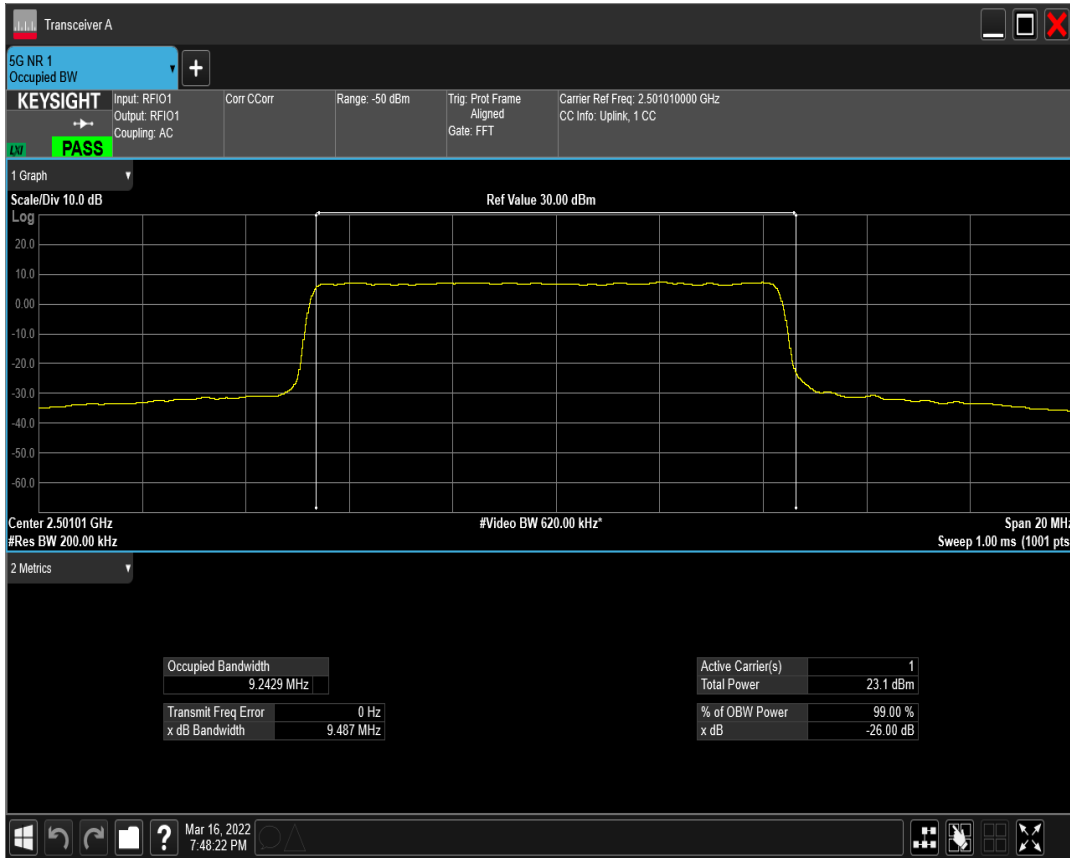 Transceiver A
5G NR 1
Occupied BW
KEYSIGHT
LXI
PASS
Input: RFIO1
Output: RFIO1
Coupling: AC
Corr CCorr
Range: -50 dBm
Trig: Prot Frame
Aligned
Gate: FFT
Carrier Ref Freq: 2.501010000 GHz
CC Info: Uplink, 1 CC
1 Graph
Scale/Div 10.0 dB
Ref Value 30.00 dBm
Log
20.0
10.0
0.00
-10.0
-20.0
-30.0
-40.0
-50.0
-60.0
Center 2.50101 GHz
#Video BW 620.00 kHz*
Span 20 MHz
#Res BW 200.00 kHz
Sweep 1.00 ms (1001 pts
2 Metrics
Occupied Bandwidth
9.2429 MHz
Transmit Freq Error 0 Hz
x dB Bandwidth 9.487 MHz
Active Carrier(s) 1
Total Power 23.1 dBm
% of OBW Power 99.00 %
x dB -26.00 dB
?
Mar 16, 2022
7:48:22 PM